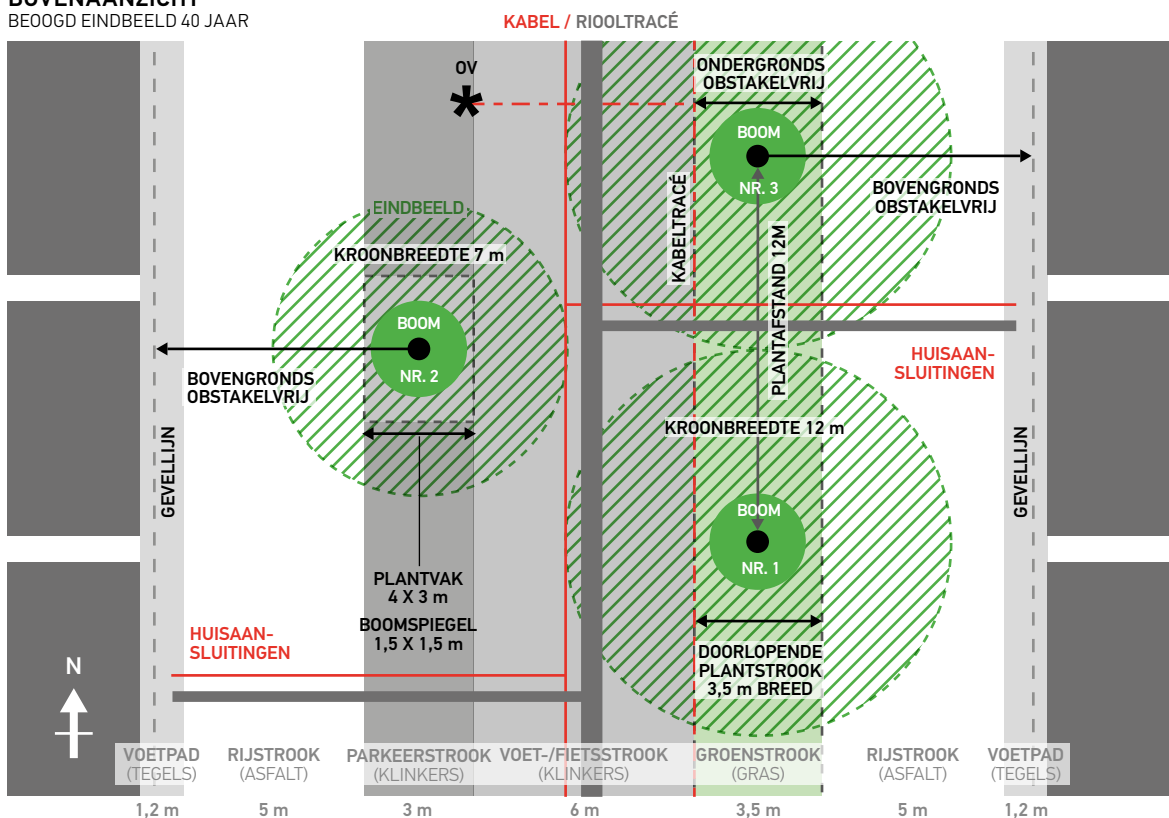 BOVENAANZICHT
BEOOGD EINDBEELD 40 JAAR
KABEL / RIOOLTRACÉ
OV
ONDERGRONDS
OBSTAKELVRIJ
BOOM
NR. 3
BOVENGRONDS
OBSTAKELVRIJ
KABELTRACÉ
PLANTAFSTAND 12M
EINDBEELD
KROONBREEDTE 7 m
BOOM
NR. 2
BOVENGRONDS
OBSTAKELVRIJ
HUISAAN-
SLUITINGEN
KROONBREEDTE 12 m
GEVELLIJN
GEVELLIJN
BOOM
NR. 1
PLANTVAK
4 X 3 m
BOOMSPIEGEL
1,5 X 1,5 m
HUISAAN-
SLUITINGEN
DOORLOPENDE
PLANTSTROOK
3,5 m BREED
N
VOETPAD
(TEGELS)
RIJSTROOK
(ASFALT)
PARKEERSTROOK
(KLINKERS)
VOET-/FIETSSTROOK
(KLINKERS)
GROENSTROOK
(GRAS)
RIJSTROOK
(ASFALT)
VOETPAD
(TEGELS)
1,2 m
5 m
3 m
6 m
3,5 m
5 m
1,2 m